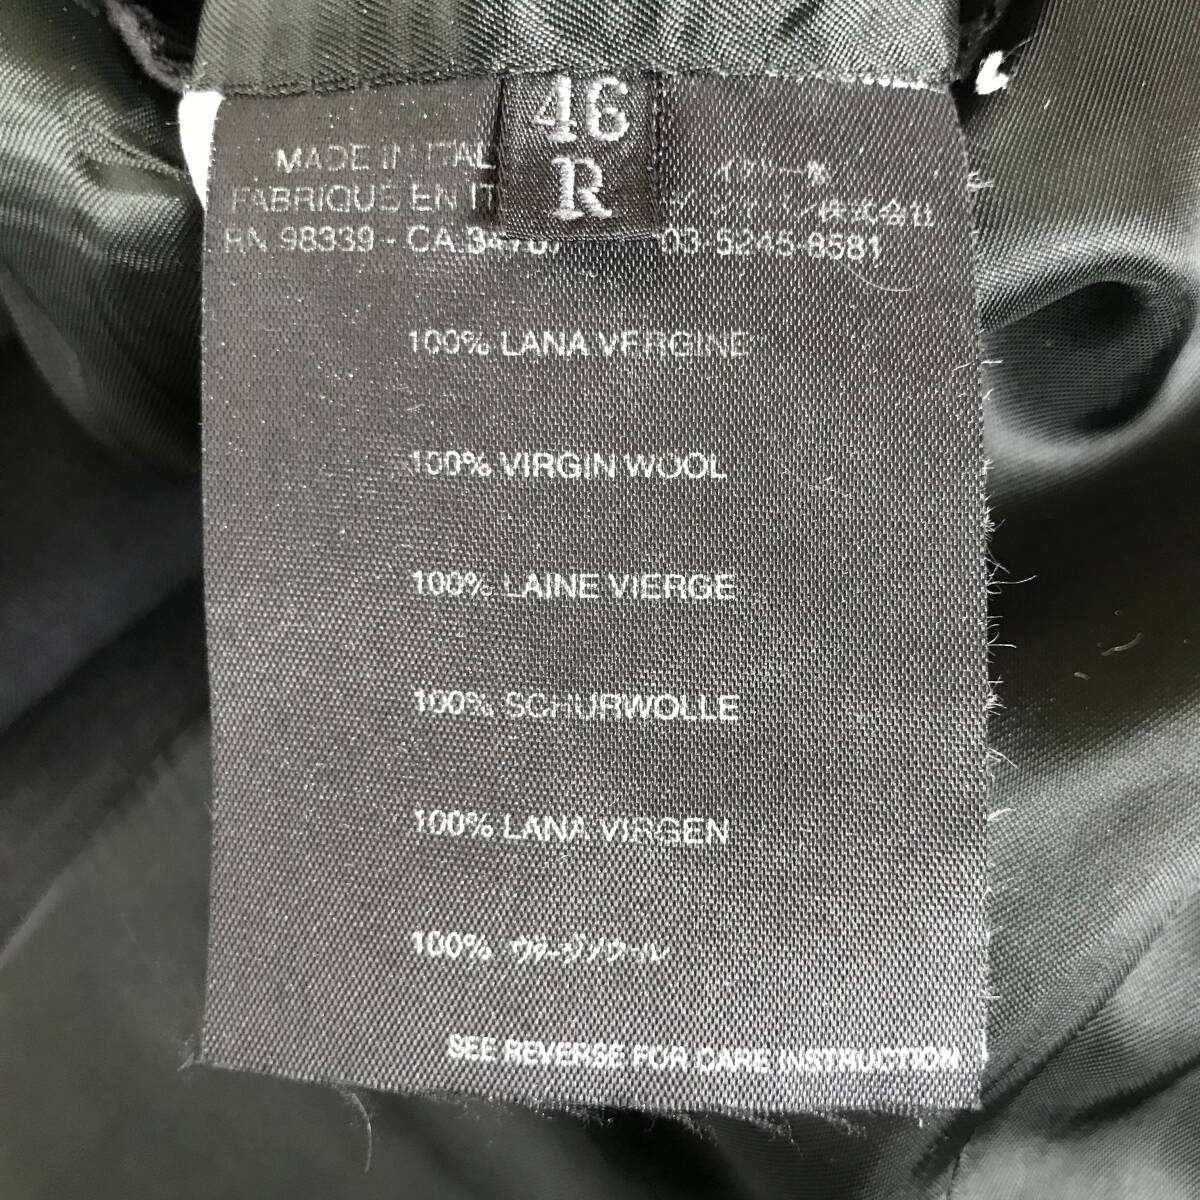 46
R
MADE IN ITAL
FABRIQUE EN IT イタリー製
株式会社
RN 98339 - CA 34707 03-5245-8581
100% LANA VERGINE
100% VIRGIN WOOL
100% LAINE VIERGE
100% SCHURWOLLE
100% LANA VIRGEN
100% ヴァージンウール
SEE REVERSE FOR CARE INSTRUCTION